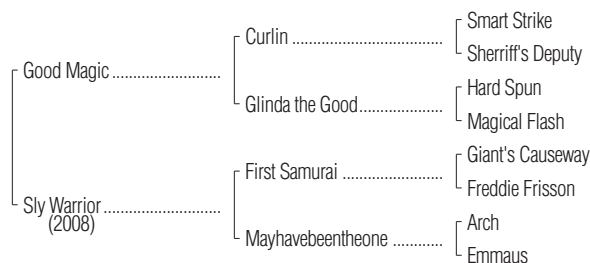 Smart Strike
Curlin ..........................................
Sherriff's Deputy
Good Magic .............................
Hard Spun
Glinda the Good.......................
Magical Flash
Giant's Causeway
First Samurai ...........................
Freddie Frisson
Sly Warrior ...............................
(2008)
Arch
Mayhavebeentheone .............
Emmaus